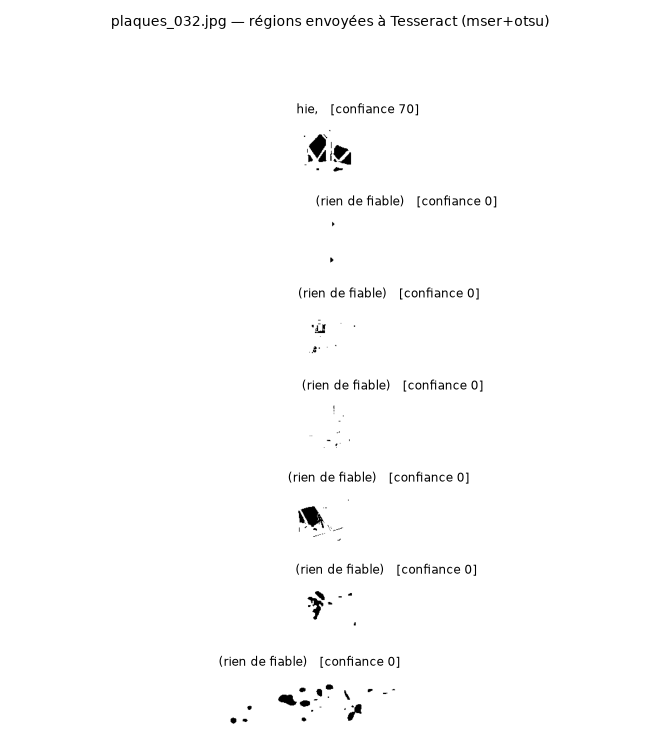 plaques_032.jpg — régions envoyées à Tesseract (mser+otsu)
hie, [confiance 70]
(rien de fiable) [confiance 0]
(rien de fiable) [confiance 0]
(rien de fiable) [confiance 0]
(rien de fiable) [confiance 0]
(rien de fiable) [confiance 0]
(rien de fiable) [confiance 0]